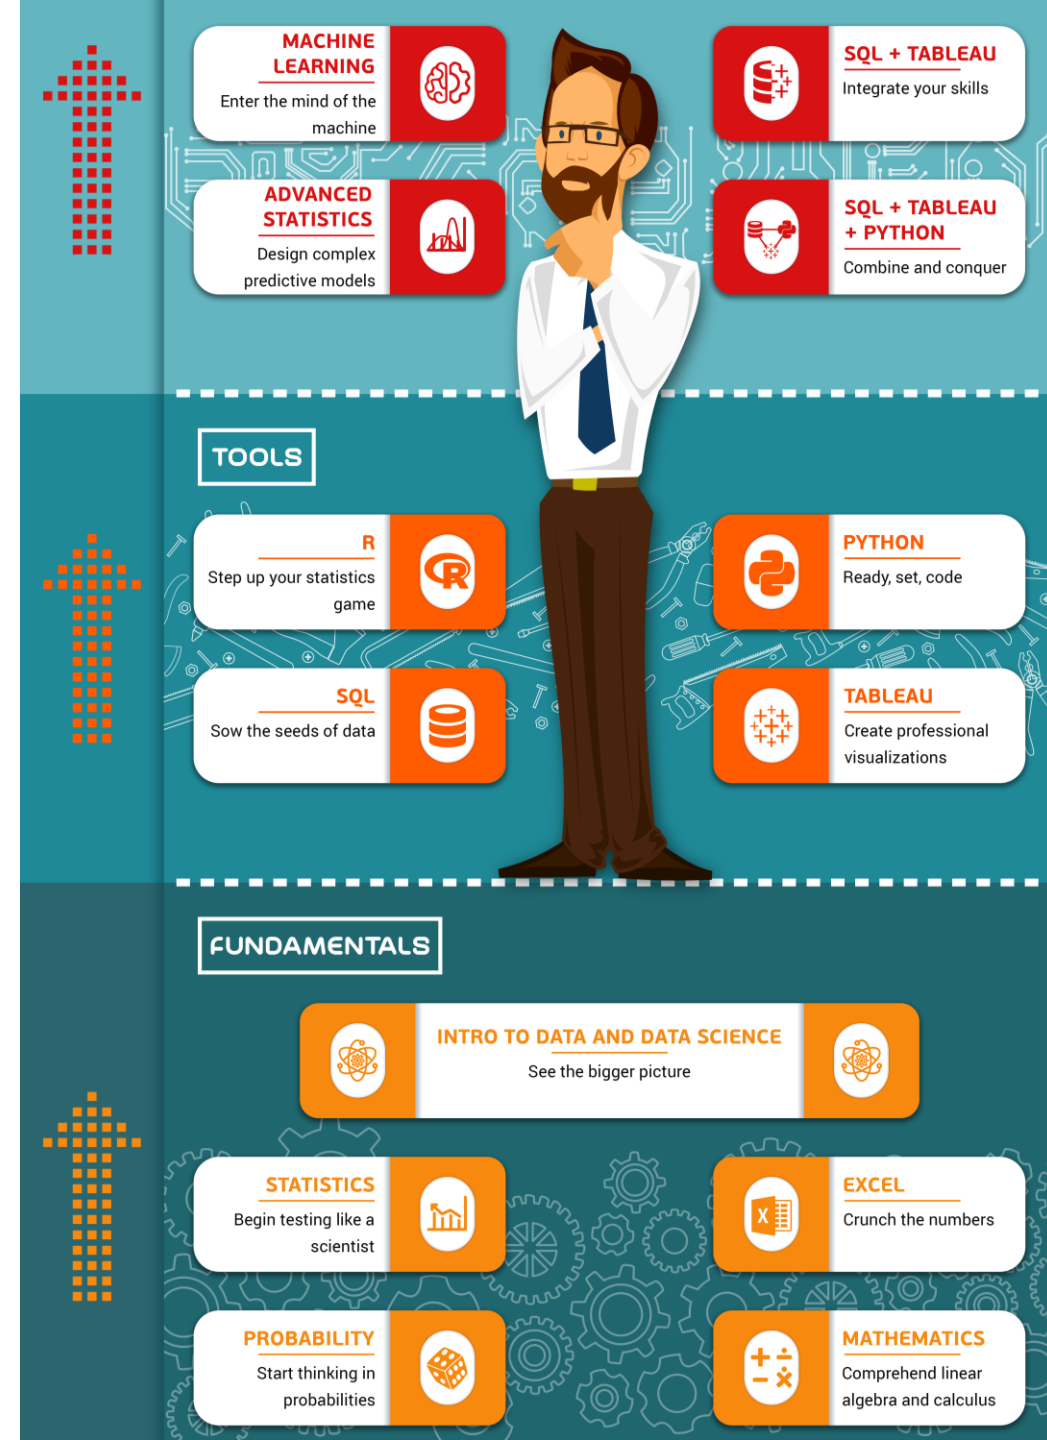 MACHINE
LEARNING
Enter the mind of the
machine
SQL + TABLEAU
Integrate your skills
ADVANCED
STATISTICS
Design complex
predictive models
SQL + TABLEAU
+ PYTHON
Combine and conquer
TOOLS
R
Step up your statistics
game
PYTHON
Ready, set, code
SQL
Sow the seeds of data
TABLEAU
Create professional
visualizations
FUNDAMENTALS
INTRO TO DATA AND DATA SCIENCE
See the bigger picture
STATISTICS
Begin testing like a
scientist
EXCEL
Crunch the numbers
PROBABILITY
Start thinking in
probabilities
MATHEMATICS
Comprehend linear
algebra and calculus